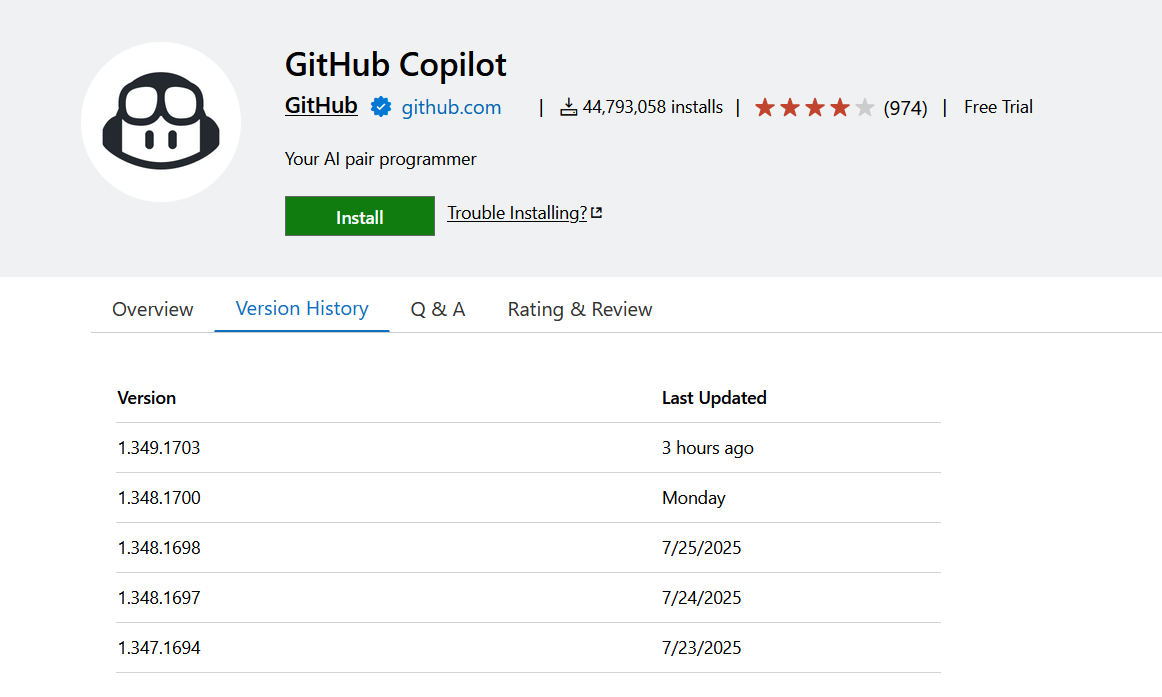 GitHub Copilot
GitHub github.com | 44,793,058 installs | (974) | Free Trial
Your AI pair programmer
Install Trouble Installing?
Overview Version History Q & A Rating & Review
Version Last Updated
1.349.1703 3 hours ago
1.348.1700 Monday
1.348.1698 7/25/2025
1.348.1697 7/24/2025
1.347.1694 7/23/2025